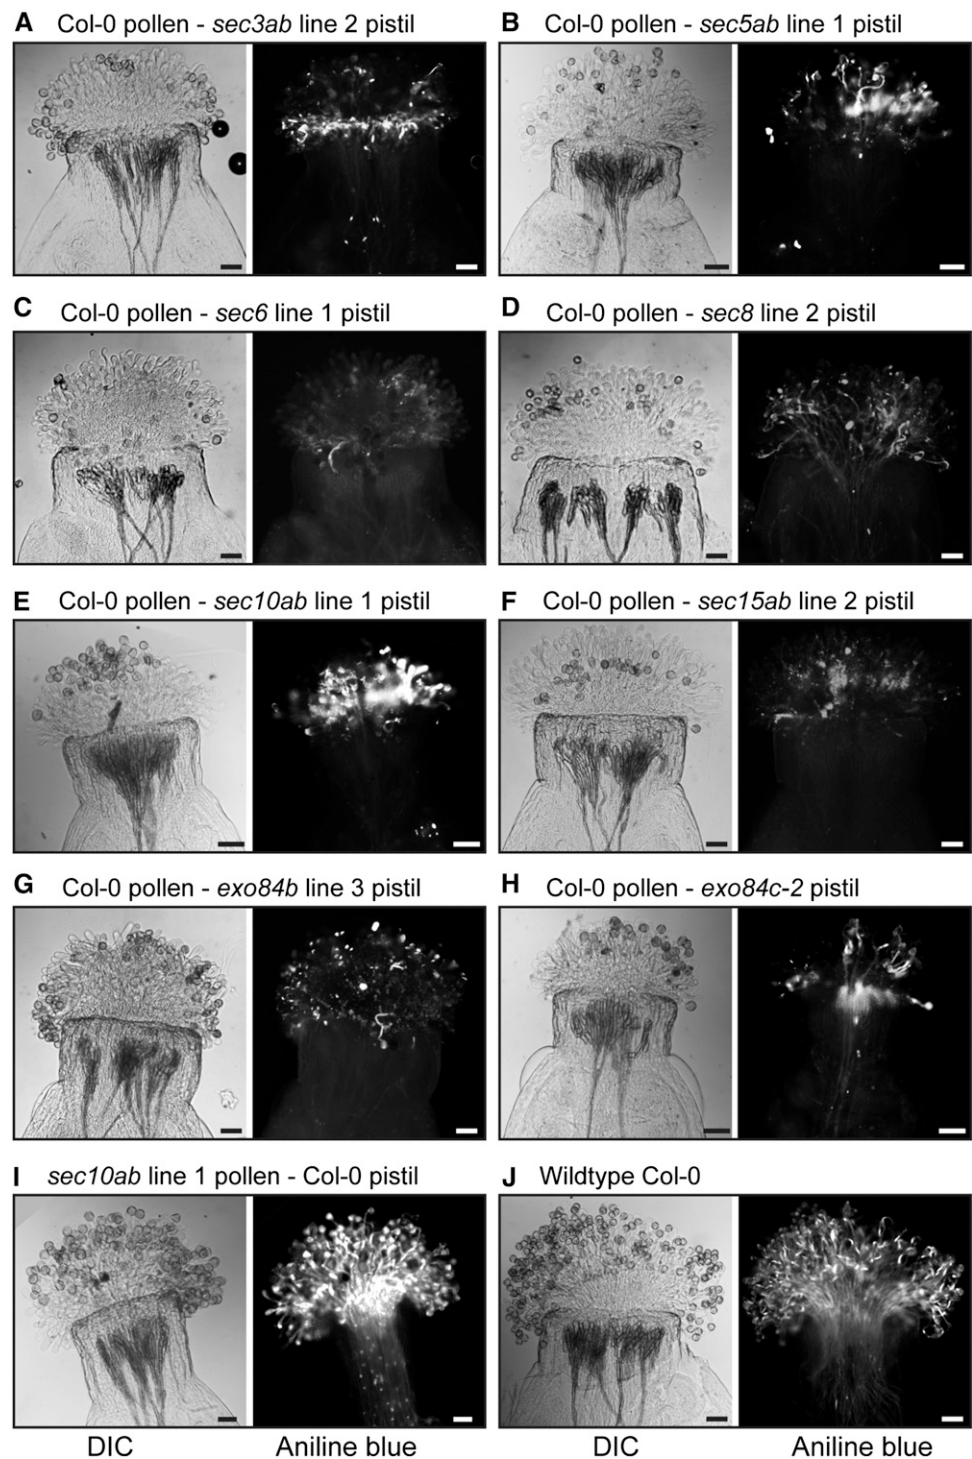 A Col-0 pollen - sec3ab line 2 pistil
B Col-0 pollen - sec5ab line 1 pistil
C Col-0 pollen - sec6 line 1 pistil
D Col-0 pollen - sec8 line 2 pistil
E Col-0 pollen - sec10ab line 1 pistil
F Col-0 pollen - sec15ab line 2 pistil
G Col-0 pollen - exo84b line 3 pistil
H Col-0 pollen - exo84c-2 pistil
I sec10ab line 1 pollen - Col-0 pistil
J Wildtype Col-0
DIC Aniline blue DIC Aniline blue